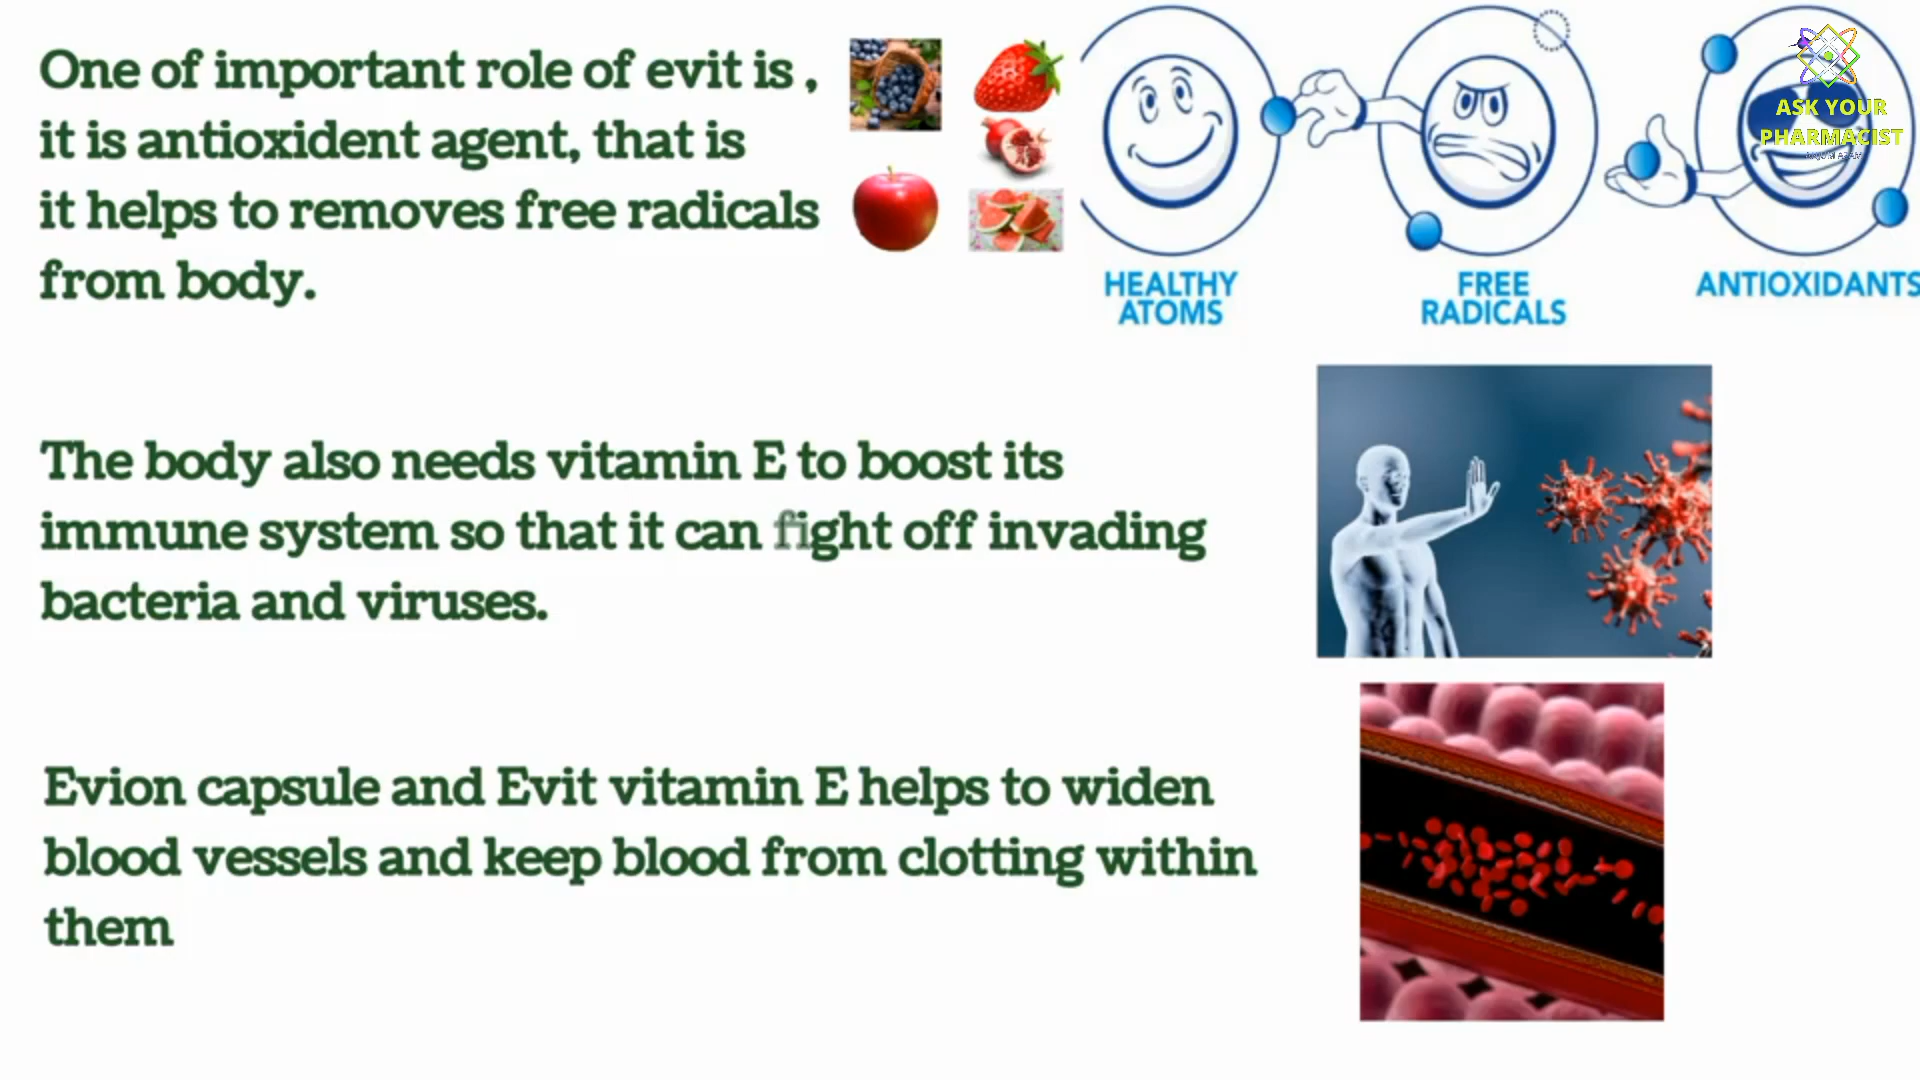 One of important role of evit is ,
it is antioxident agent, that is
it helps to removes free radicals
from body.
HEALTHY
ATOMS
FREE
RADICALS
ANTIOXIDANTS
ASK YOUR
PHARMACIST
The body also needs vitamin E to boost its
immune system so that it can fight off invading
bacteria and viruses.
Evion capsule and Evit vitamin E helps to widen
blood vessels and keep blood from clotting within
them